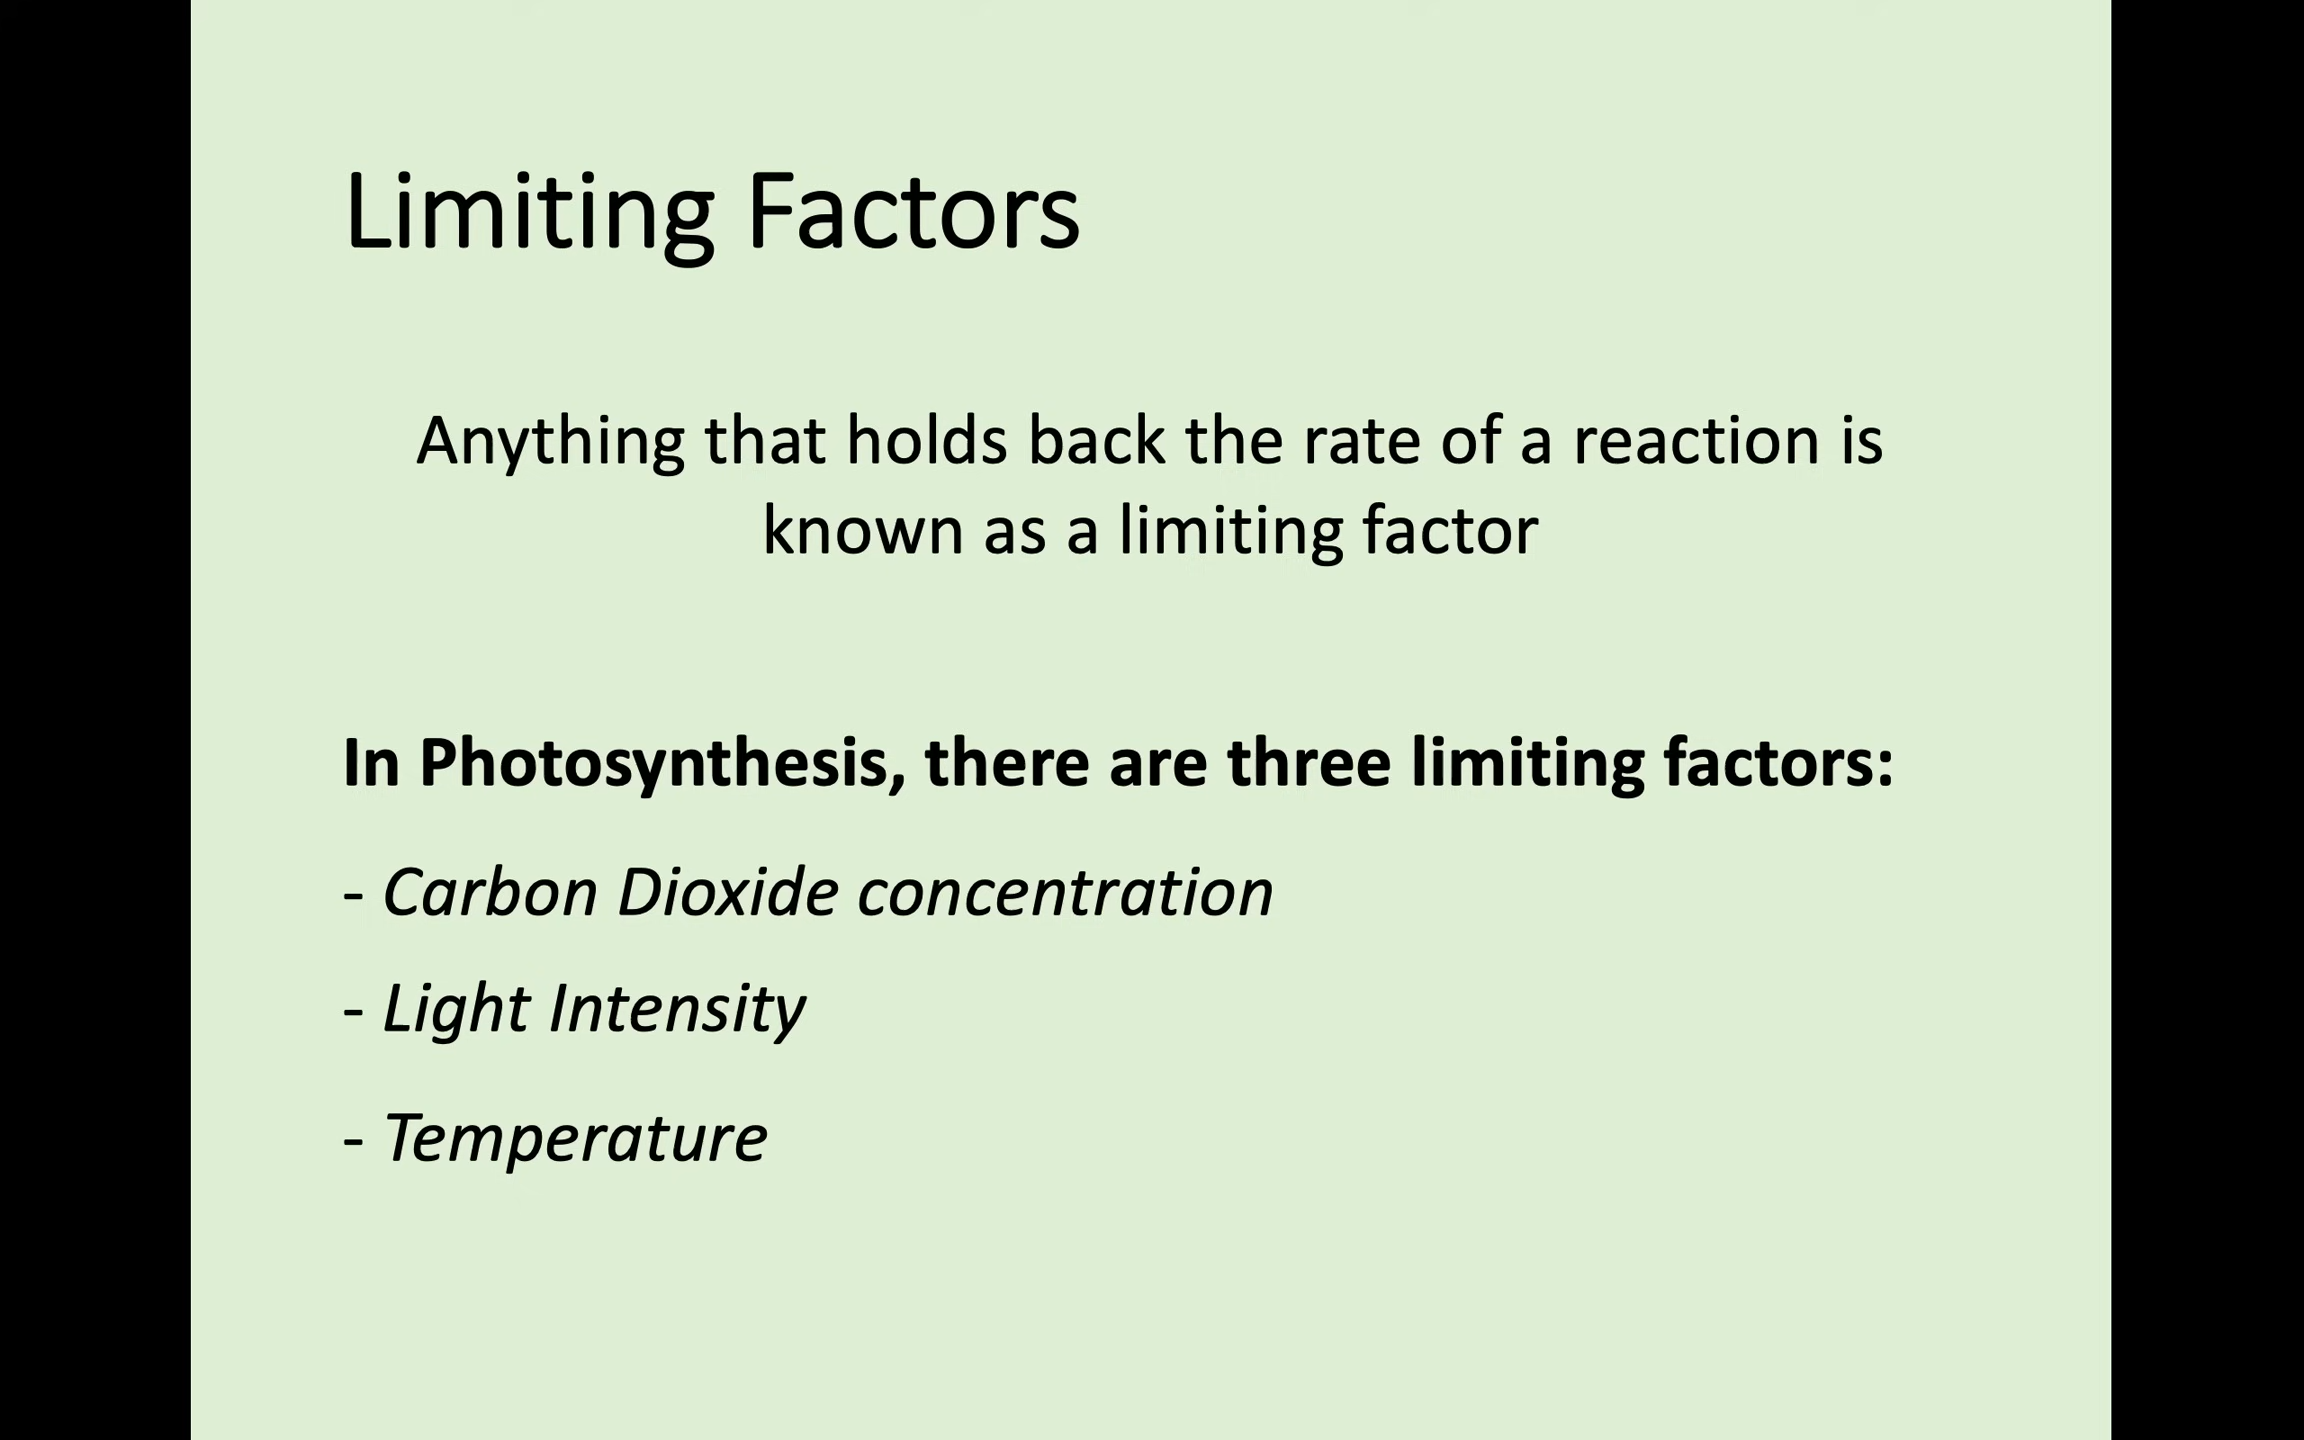 Limiting Factors
Anything that holds back the rate of a reaction is
known as a limiting factor
In Photosynthesis, there are three limiting factors:
- Carbon Dioxide concentration
- Light Intensity
- Temperature